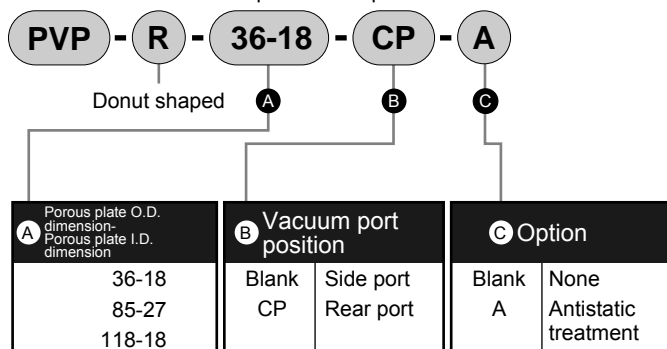 PVP - R - 36-18 - CP - A
Donut shaped
A B C
A Porous plate O.D.
dimension-
Porous plate I.D.
dimension
36-18
85-27
118-18
B Vacuum port
position
Blank Side port
CP Rear port
C Option
Blank None
A Antistatic
treatment